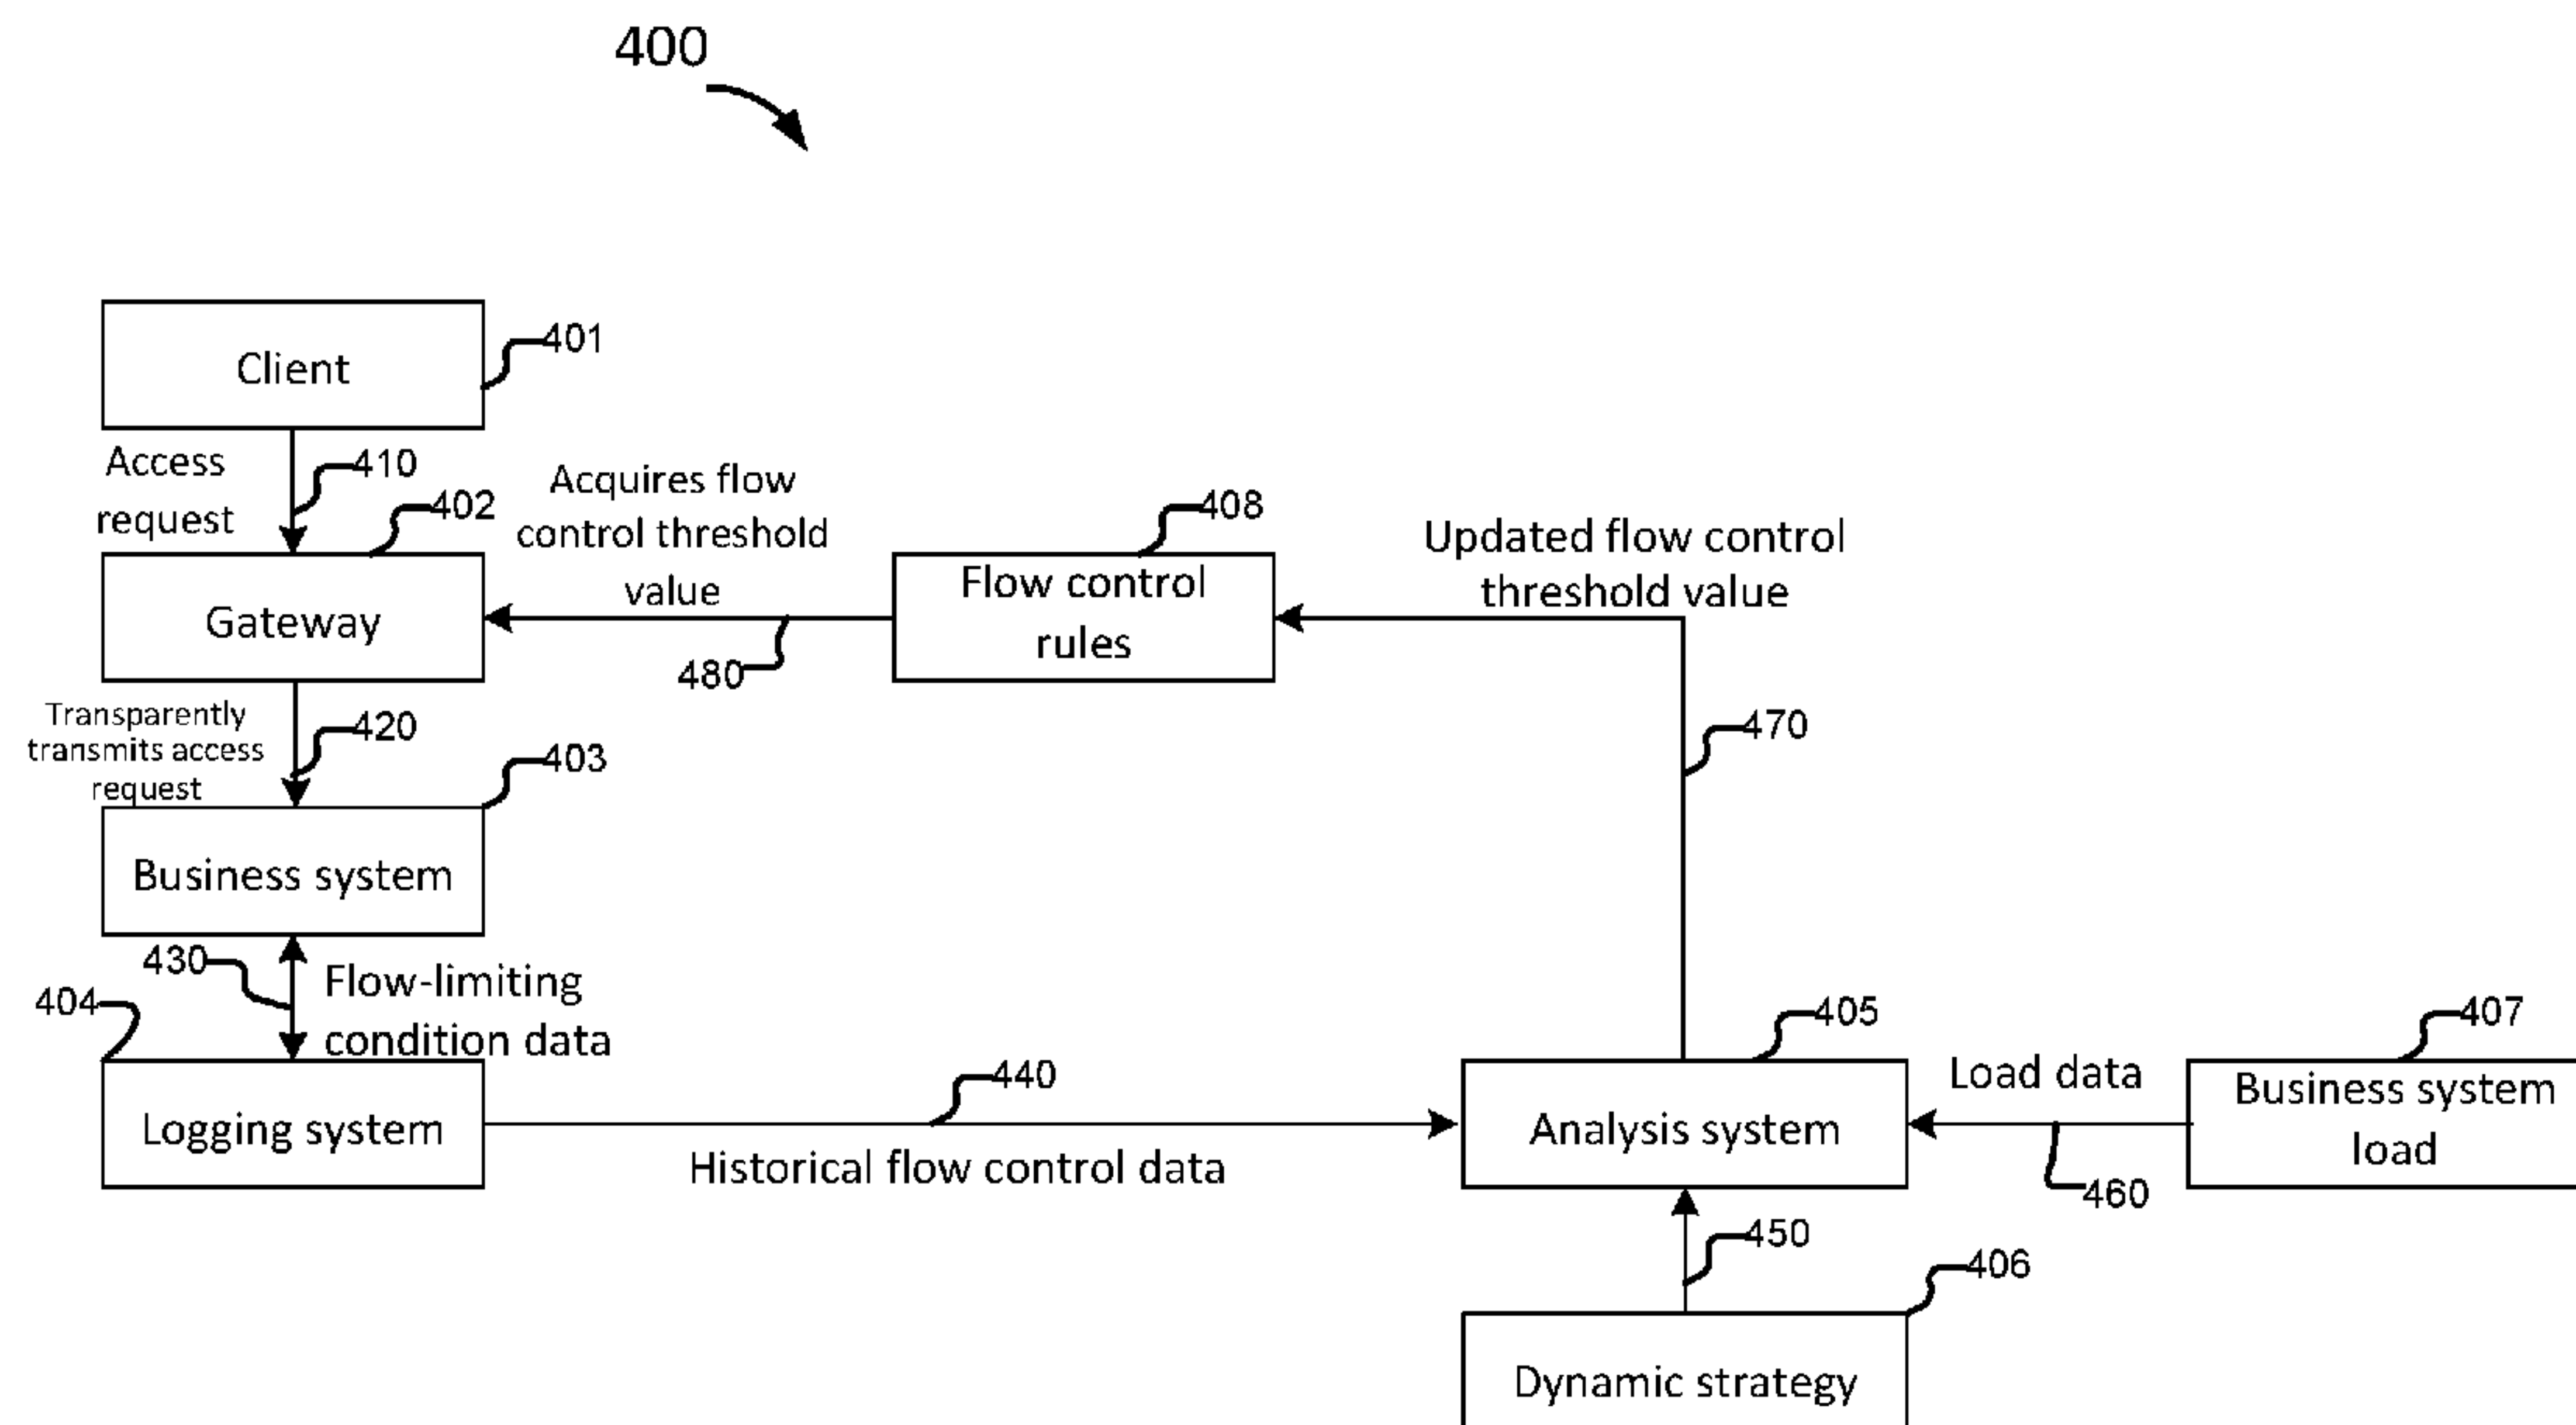 400
Client
401
Access
request
410
402
Acquires flow
control threshold
value
408
Updated flow control
threshold value
Gateway
Flow control
rules
480
Transparently
transmits access
request
420
403
470
Business system
430
Flow-limiting
condition data
404
405
407
Logging system
440
Historical flow control data
Analysis system
Load data
460
Business system
load
450
406
Dynamic strategy